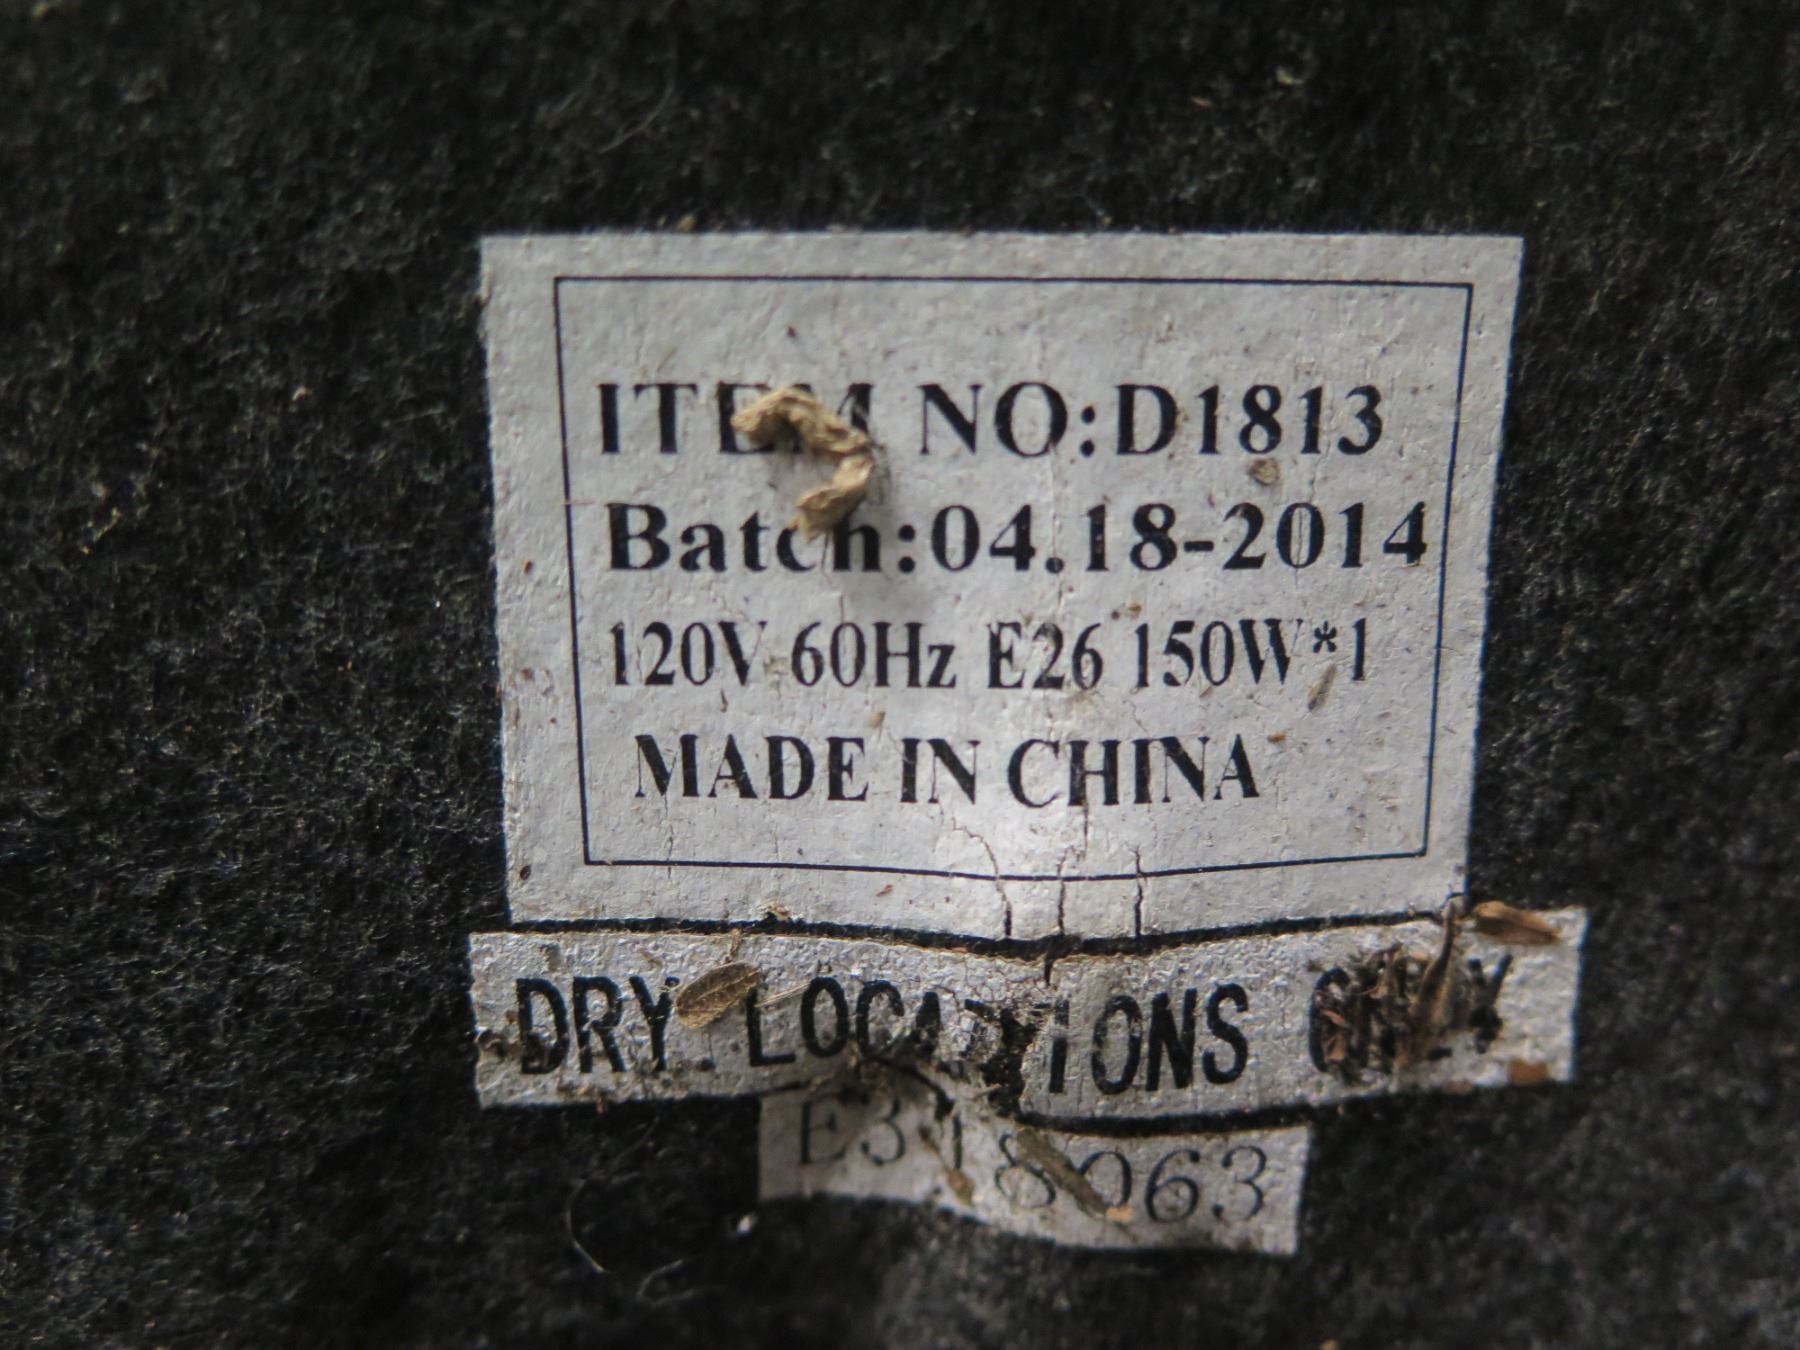 ITEM NO:D1813
Batch:04.18-2014
120V 60Hz E26 150W*1
MADE IN CHINA
DRY LOCATIONS ONLY
E318063